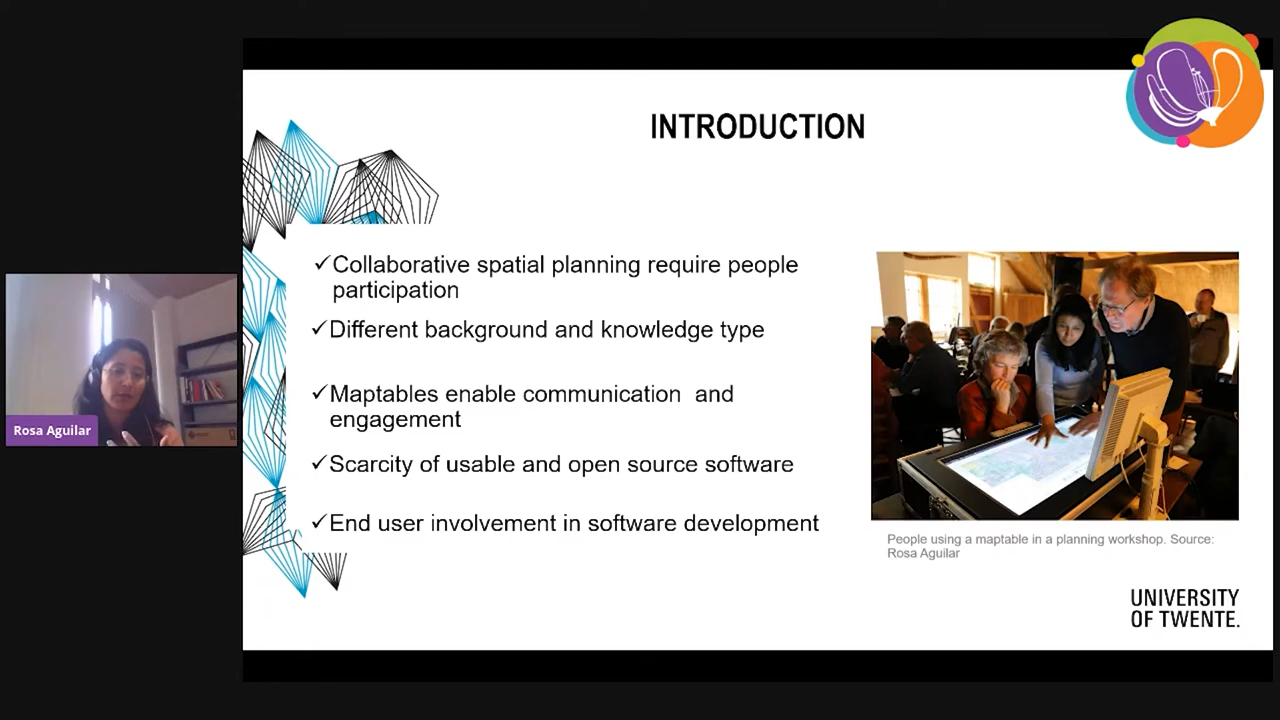 INTRODUCTION
✓Collaborative spatial planning require people
participation
✓Different background and knowledge type
✓Maptables enable communication  and
engagement
✓Scarcity of usable and open source software
✓End user involvement in software development
People using a maptable in a planning workshop. Source:
Rosa Aguilar
UNIVERSITY
OF TWENTE.
Rosa Aguilar